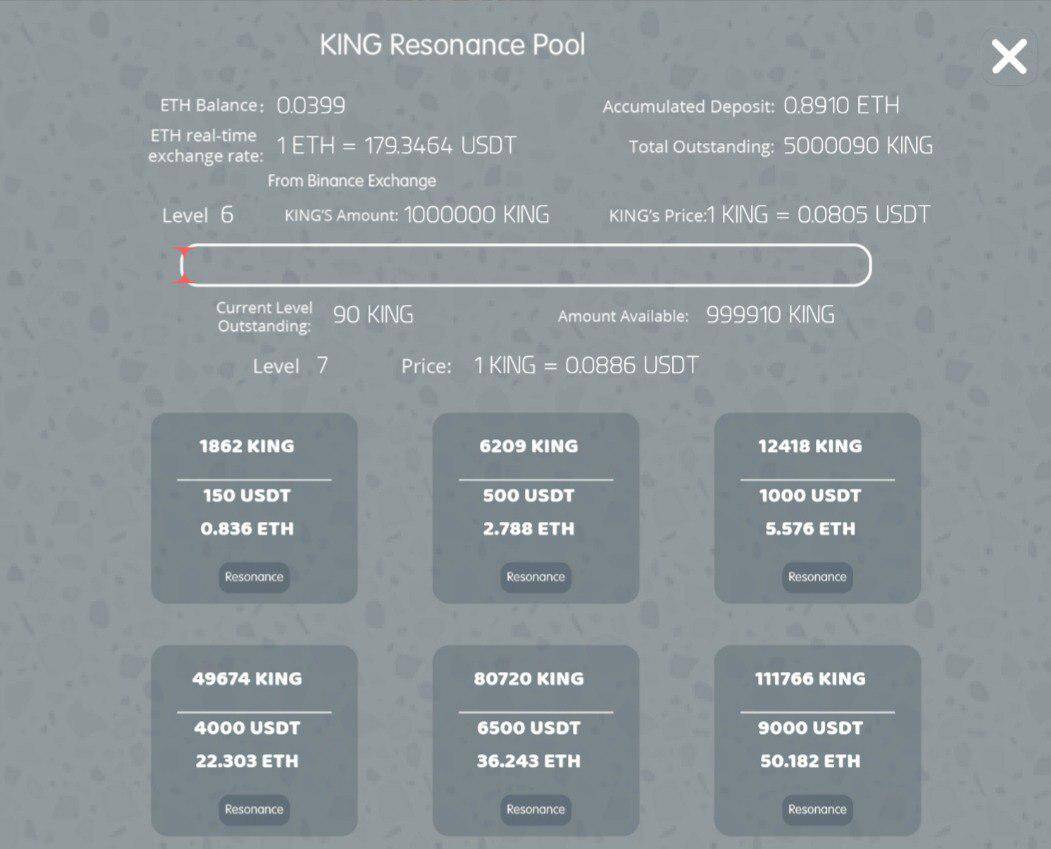 KING Resonance Pool
ETH Balance: 0.0399
Accumulated Deposit: 0.8910 ETH
ETH real-time
exchange rate: 1 ETH = 179.3464 USDT
Total Outstanding: 5000090 KING
From Binance Exchange
Level 6 KING'S Amount: 1000000 KING KING's Price:1 KING = 0.0805 USDT
Current Level
Outstanding: 90 KING
Amount Available: 999910 KING
Level 7 Price: 1 KING = 0.0886 USDT
1862 KING
150 USDT
0.836 ETH
Resonance
6209 KING
500 USDT
2.788 ETH
Resonance
12418 KING
1000 USDT
5.576 ETH
Resonance
49674 KING
4000 USDT
22.303 ETH
Resonance
80720 KING
6500 USDT
36.243 ETH
Resonance
111766 KING
9000 USDT
50.182 ETH
Resonance